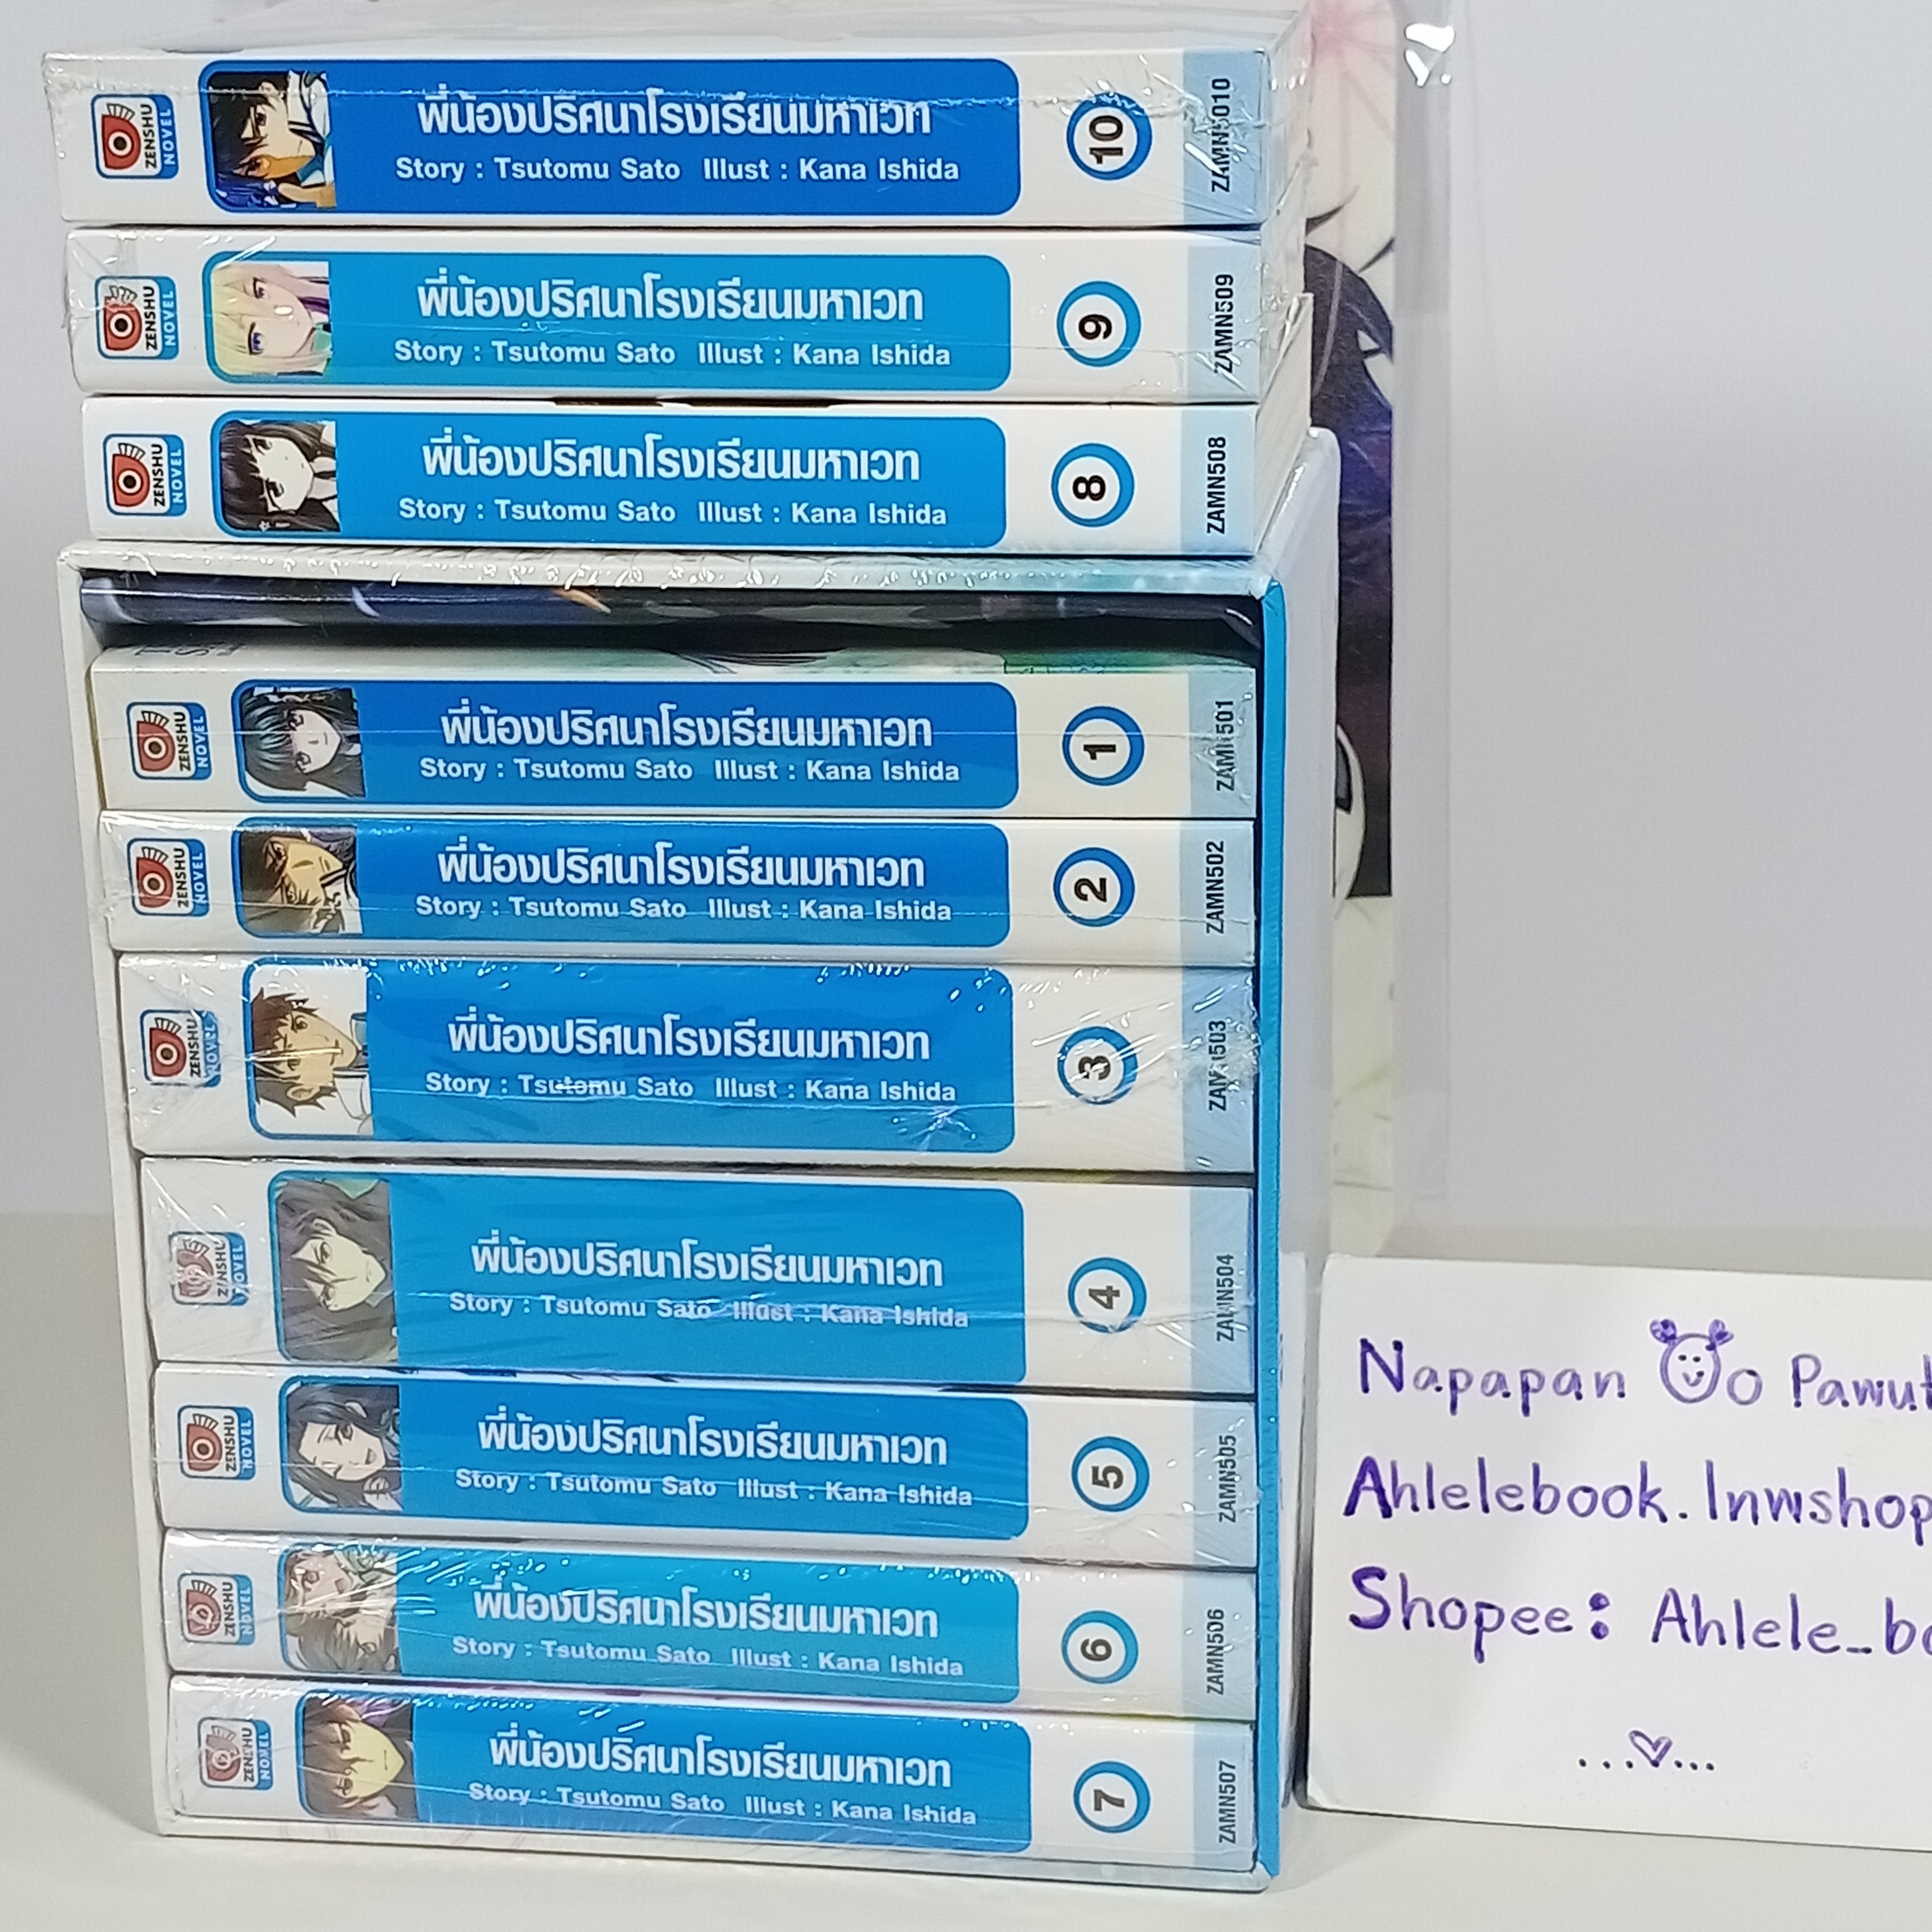 ZENSHU NOVEL
พี่น้องปริศนาโรงเรียนมหาเวท
Story : Tsutomu Sato Illust : Kana Ishida
10
ZAMN5010
ZENSHU NOVEL
พี่น้องปริศนาโรงเรียนมหาเวท
Story : Tsutomu Sato Illust : Kana Ishida
9
ZAMN509
ZENSHU NOVEL
พี่น้องปริศนาโรงเรียนมหาเวท
Story : Tsutomu Sato Illust : Kana Ishida
8
ZAMN508
ZENSHU NOVEL
พี่น้องปริศนาโรงเรียนมหาเวท
Story : Tsutomu Sato Illust : Kana Ishida
1
ZAMN501
ZENSHU NOVEL
พี่น้องปริศนาโรงเรียนมหาเวท
Story : Tsutomu Sato Illust : Kana Ishida
2
ZAMN502
ZENSHU NOVEL
พี่น้องปริศนาโรงเรียนมหาเวท
Story : Tsutomu Sato Illust : Kana Ishida
3
ZAMN503
ZENSHU NOVEL
พี่น้องปริศนาโรงเรียนมหาเวท
Story : Tsutomu Sato Illust : Kana Ishida
4
ZAMN504
ZENSHU NOVEL
พี่น้องปริศนาโรงเรียนมหาเวท
Story : Tsutomu Sato Illust : Kana Ishida
5
ZAMN505
ZENSHU NOVEL
พี่น้องปริศนาโรงเรียนมหาเวท
Story : Tsutomu Sato Illust : Kana Ishida
6
ZAMN506
ZENSHU NOVEL
พี่น้องปริศนาโรงเรียนมหาเวท
Story : Tsutomu Sato Illust : Kana Ishida
7
ZAMN507
Napapan
Ahlelebook.lnwshop
Shopee: